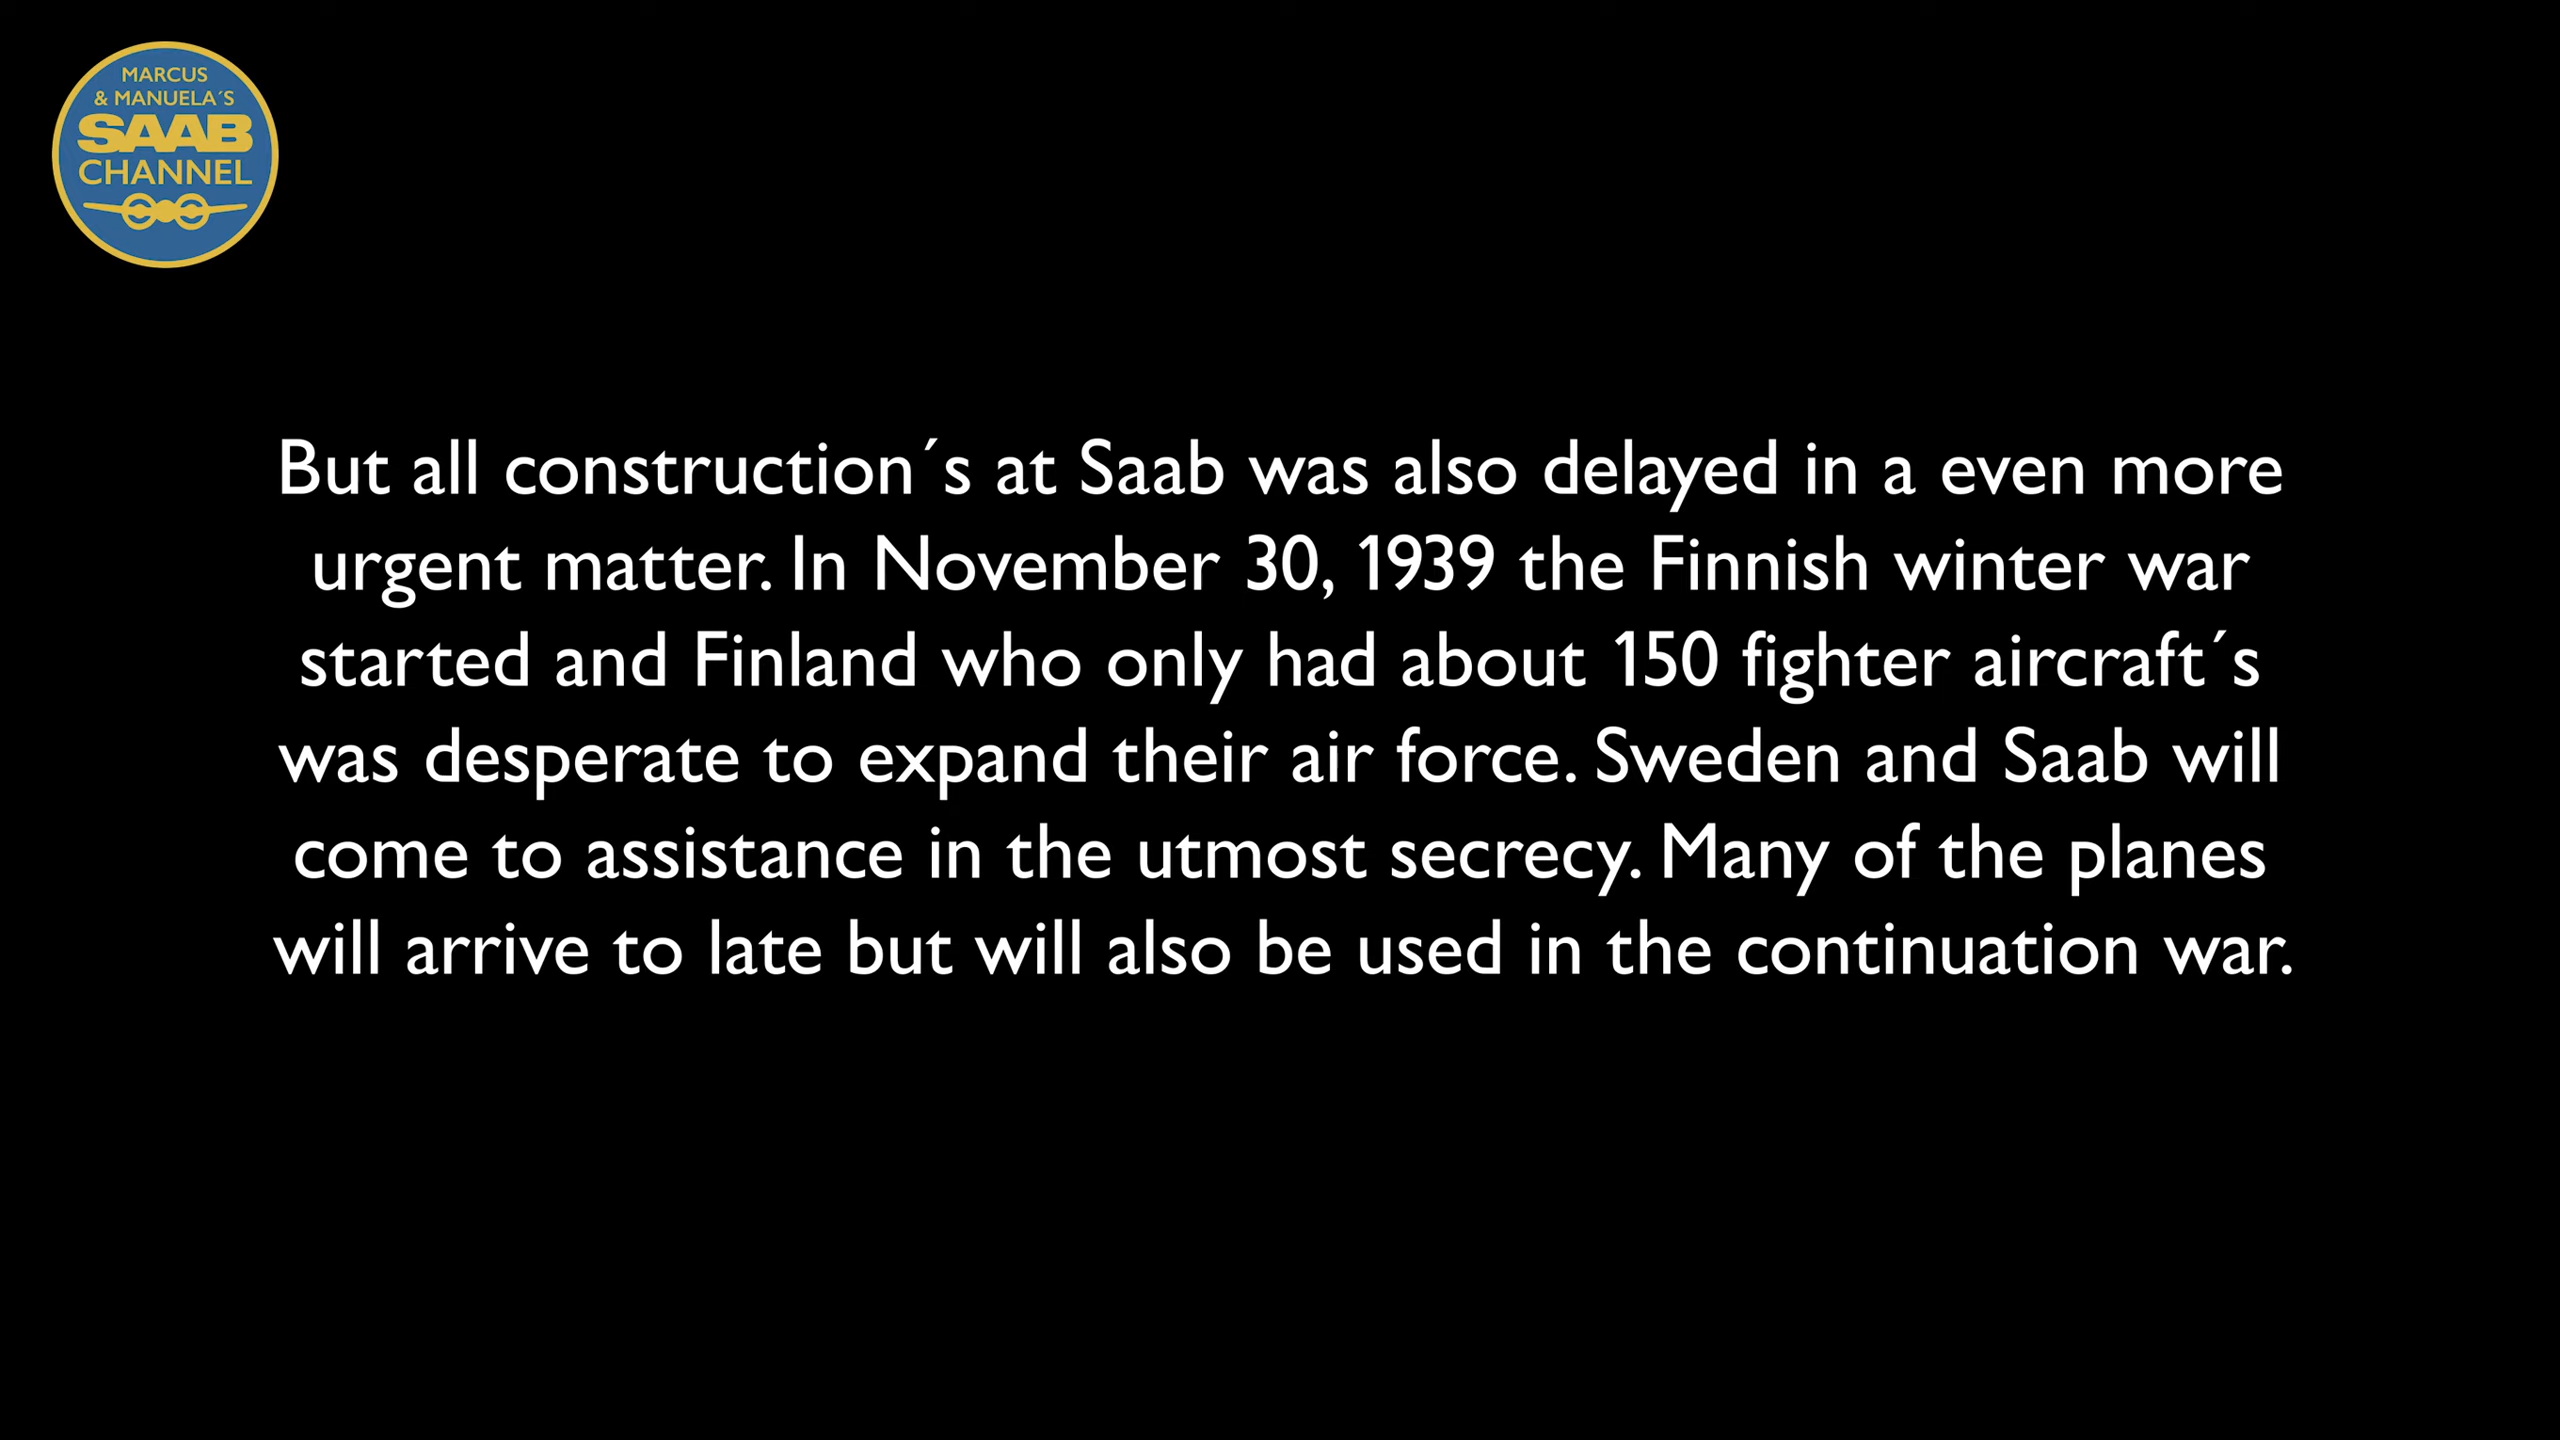 MARCUS
& MANUELA´S
SAAB
CHANNEL
But all construction´s at Saab was also delayed in a even more
urgent matter. In November 30, 1939 the Finnish winter war
started and Finland who only had about 150 fighter aircraft´s
was desperate to expand their air force. Sweden and Saab will
come to assistance in the utmost secrecy. Many of the planes
will arrive to late but will also be used in the continuation war.